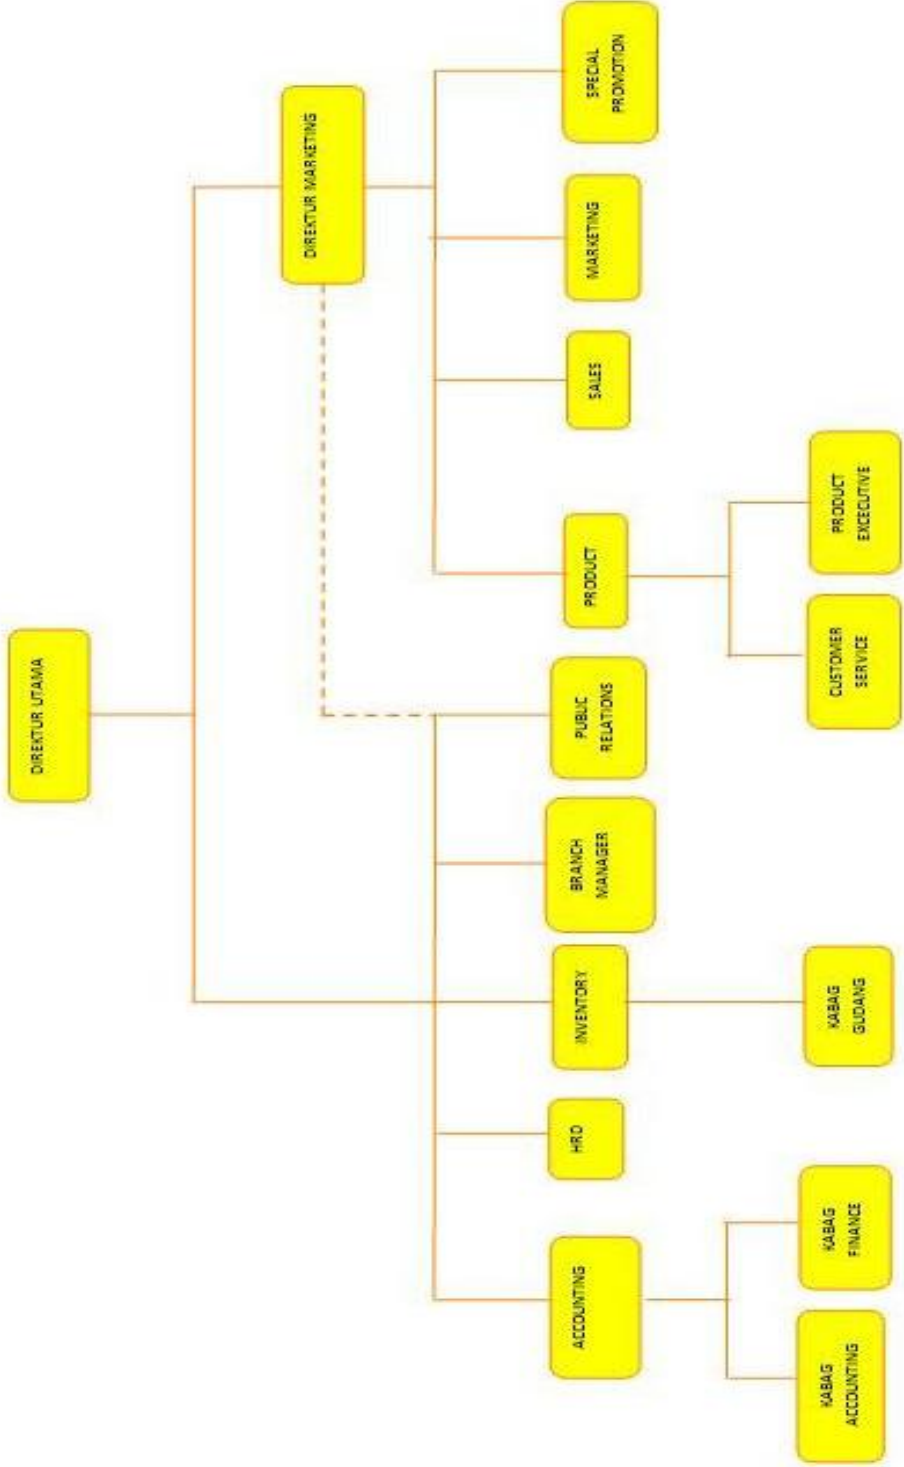 DIREKTUR UTAMA
DIREKTUR MARKETING
ACCOUNTING
HRD
INVENTORY
BRANCH
MANAGER
PUBLIC
RELATIONS
PRODUCT
SALES
MARKETING
SPECIAL
PROMOTION
KABAG
ACCOUNTING
KABAG
FINANCE
KABAG
GUDANG
CUSTOMER
SERVICE
PRODUCT
EXCECUTIVE